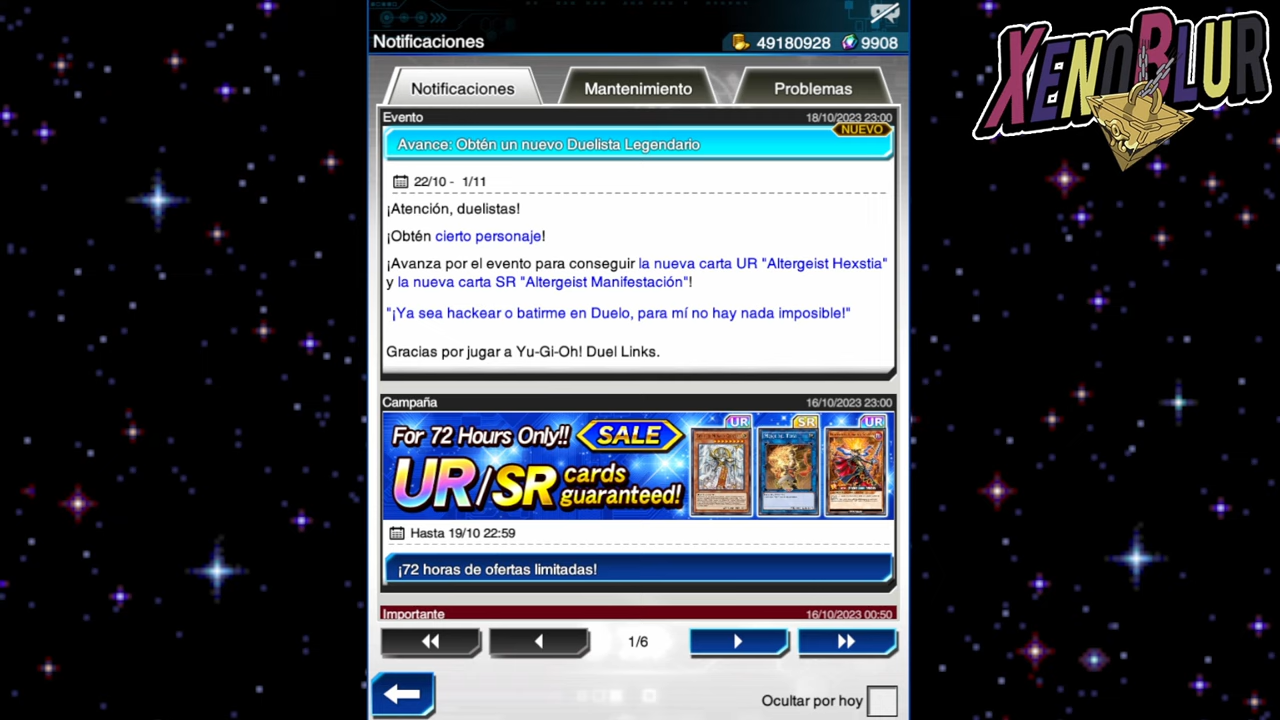 XENOBLUR
Notificaciones
49180928
9908
Notificaciones
Mantenimiento
Problemas
Evento
18/10/2023 23:00
NUEVO
Avance: Obtén un nuevo Duelista Legendario
22/10 - 1/11
¡Atención, duelistas!
¡Obtén cierto personaje!
¡Avanza por el evento para conseguir la nueva carta UR "Altergeist Hexstia"
y la nueva carta SR "Altergeist Manifestación"!
"¡Ya sea hackear o batirme en Duelo, para mí no hay nada imposible!"
Gracias por jugar a Yu-Gi-Oh! Duel Links.
Campaña
16/10/2023 23:00
For 72 Hours Only!!
SALE
UR/SR cards
guaranteed!
UR
SR
UR
Hasta 19/10 22:59
¡72 horas de ofertas limitadas!
Importante
16/10/2023 00:50
1/6
Ocultar por hoy